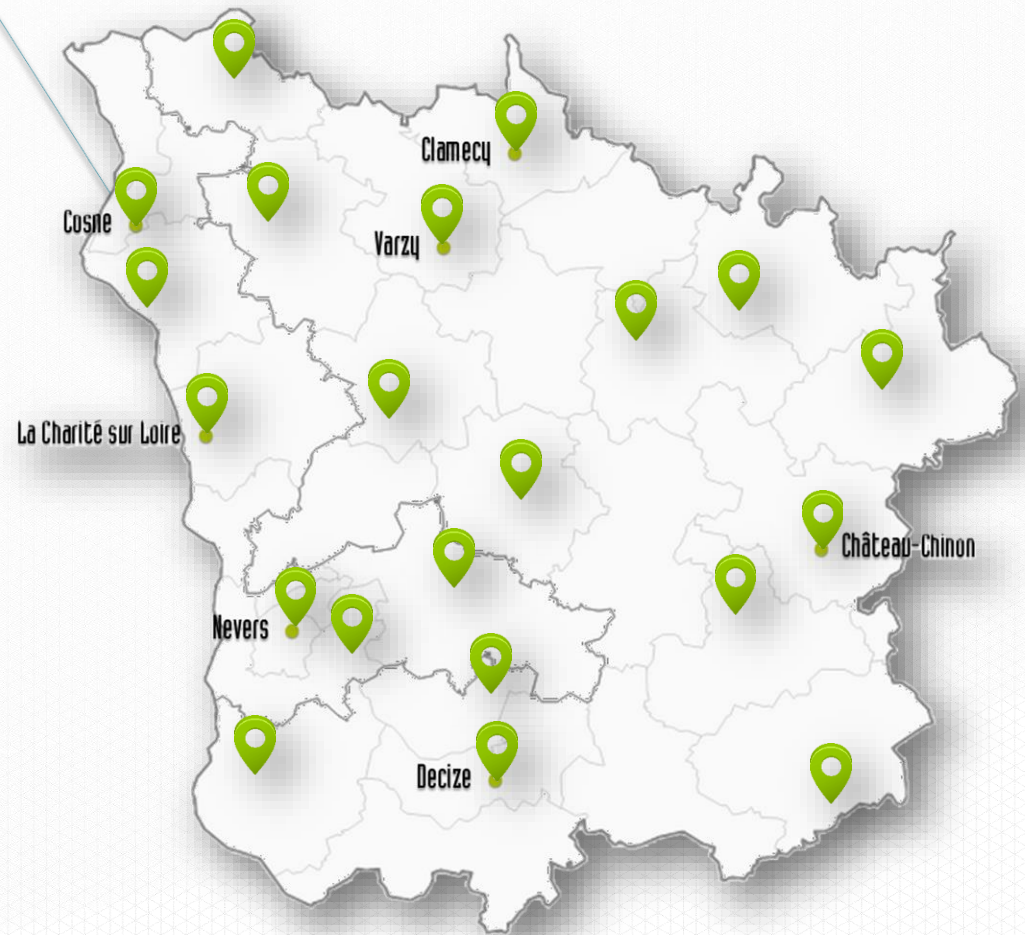 Clamecy
Cosne
Varzy
La Charité sur Loire
Château-Chinon
Nevers
Decize